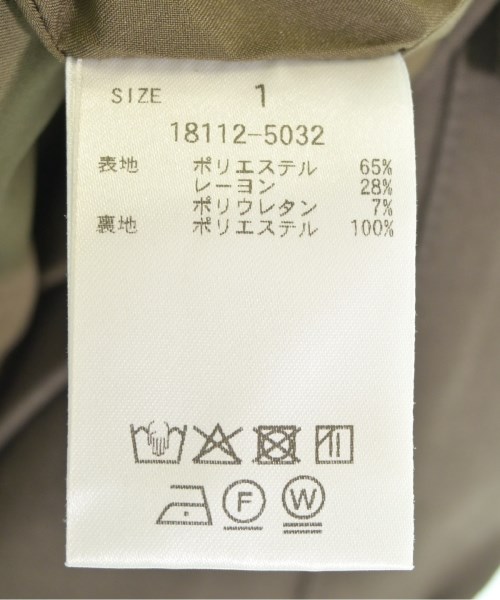 SIZE 1
18112-5032
表地 ポリエステル 65%
レーヨン 28%
ポリウレタン 7%
裏地 ポリエステル 100%
F W